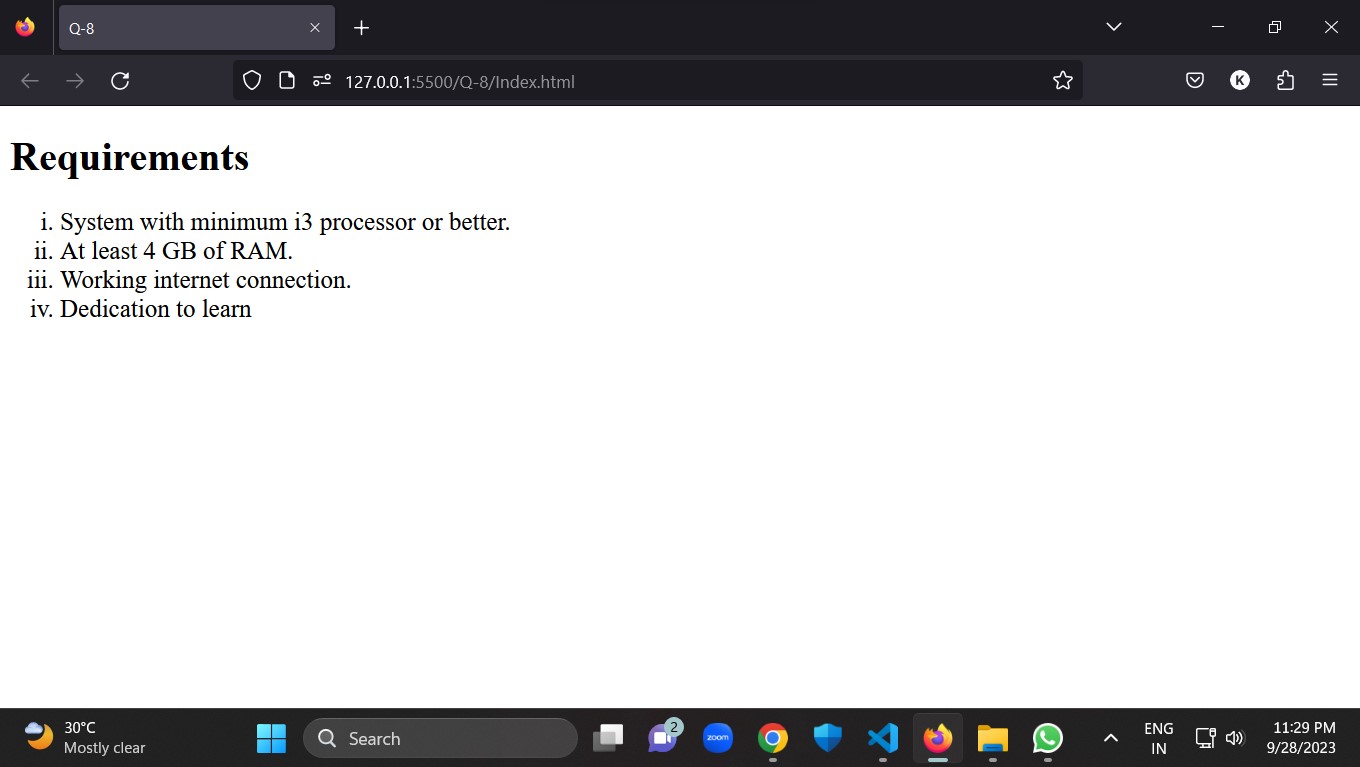 Q-8
127.0.0.1:5500/Q-8/Index.html
K
Requirements
i. System with minimum i3 processor or better.
ii. At least 4 GB of RAM.
iii. Working internet connection.
iv. Dedication to learn
30°C
Mostly clear
Search
2
zoom
ENG
IN
11:29 PM
9/28/2023